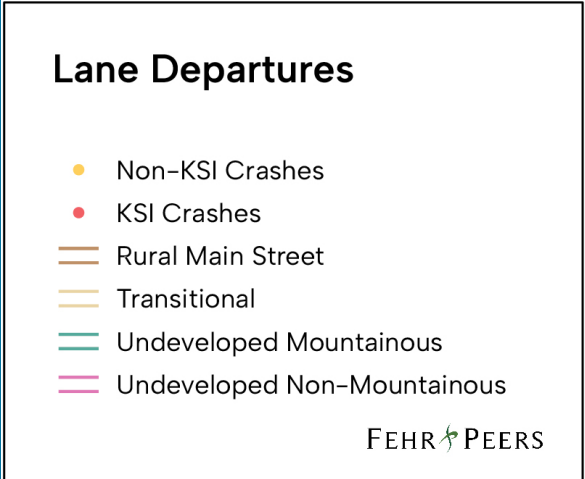 Lane Departures
Non-KSI Crashes
KSI Crashes
Rural Main Street
Transitional
Undeveloped Mountainous
Undeveloped Non-Mountainous
FEHR PEERS